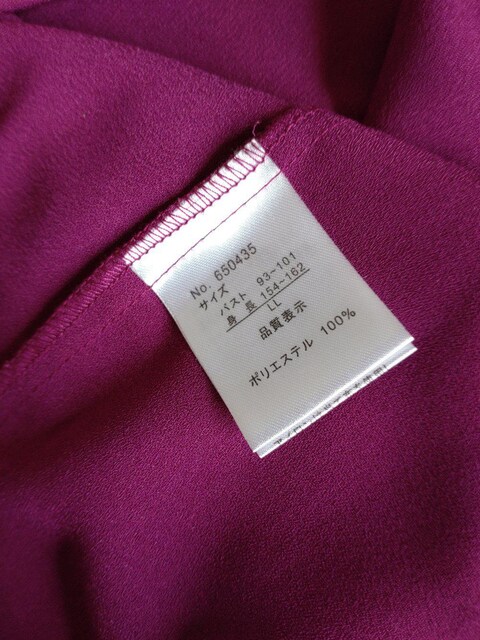 No. 650435
サイズ
バスト 93-101
身長 154-162
LL
品質表示
ポリエステル 100%